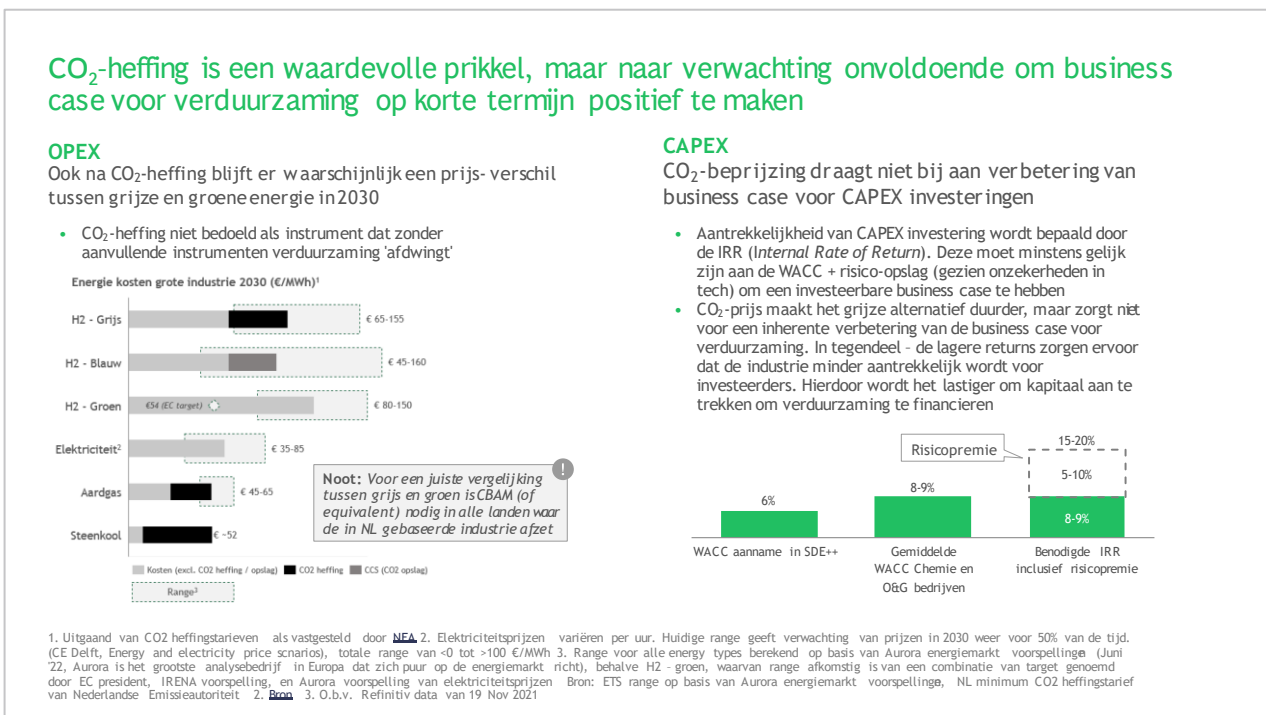 CO₂-heffing is een waardevolle prikkel, maar naar verwachting onvoldoende om business
case voor verduurzaming op korte termijn positief te maken
OPEX
Ook na CO₂-heffing blijft er waarschijnlijk een prijs- verschil
tussen grijze en groene energie in 2030
• CO₂-heffing niet bedoeld als instrument dat zonder
aanvullende instrumenten verduurzaming 'afdwingt'
Energie kosten grote industrie 2030 (€/MWh)¹
H2 - Grijs
€ 65-155
H2 - Blauw
€ 45-160
H2 - Groen
€54 (EC target)
€ 80-150
Elektriciteit²
€ 35-85
Aardgas
€ 45-65
Steenkool
€ ~52
Noot: Voor een juiste vergelijking
tussen grijs en groen is CBAM (of
equivalent) nodig in alle landen waar
de in NL gebaseerde industrie afzet
!
Kosten (excl. CO2 heffing / opslag) CO2 heffing CCS (CO2 opslag)
Range³
CAPEX
CO₂-beprijzing draagt niet bij aan verbetering van
business case voor CAPEX investeringen
• Aantrekkelijkheid van CAPEX investering wordt bepaald door
de IRR (Internal Rate of Return). Deze moet minstens gelijk
zijn aan de WACC + risico-opslag (gezien onzekerheden in
tech) om een investeerbare business case te hebben
• CO₂-prijs maakt het grijze alternatief duurder, maar zorgt niet
voor een inherente verbetering van de business case voor
verduurzaming. In tegendeel – de lagere returns zorgen ervoor
dat de industrie minder aantrekkelijk wordt voor
investeerders. Hierdoor wordt het lastiger om kapitaal aan te
trekken om verduurzaming te financieren
Risicopremie
15-20%
5-10%
8-9%
6%
8-9%
WACC aanname in SDE++
Gemiddelde
WACC Chemie en
O&G bedrijven
Benodigde IRR
inclusief risicopremie
1. Uitgaand van CO2 heffingstarieven als vastgesteld door NEA 2. Elektriciteitsprijzen variëren per uur. Huidige range geeft verwachting van prijzen in 2030 weer voor 50% van de tijd.
(CE Delft, Energy and electricity price scnarios), totale range van <0 tot >100 €/MWh 3. Range voor alle energy types berekend op basis van Aurora energiemarkt voorspellingen (Juni
'22, Aurora is het grootste analysebedrijf in Europa dat zich puur op de energiemarkt richt), behalve H2 - groen, waarvan range afkomstig is van een combinatie van target genoemd
door EC president, IRENA voorspelling, en Aurora voorspelling van elektriciteitsprijzen Bron: ETS range op basis van Aurora energiemarkt voorspellingen, NL minimum CO2 heffingstarief
van Nederlandse Emissieautoriteit 2. Bron 3. O.b.v. Refinitiv data van 19 Nov 2021